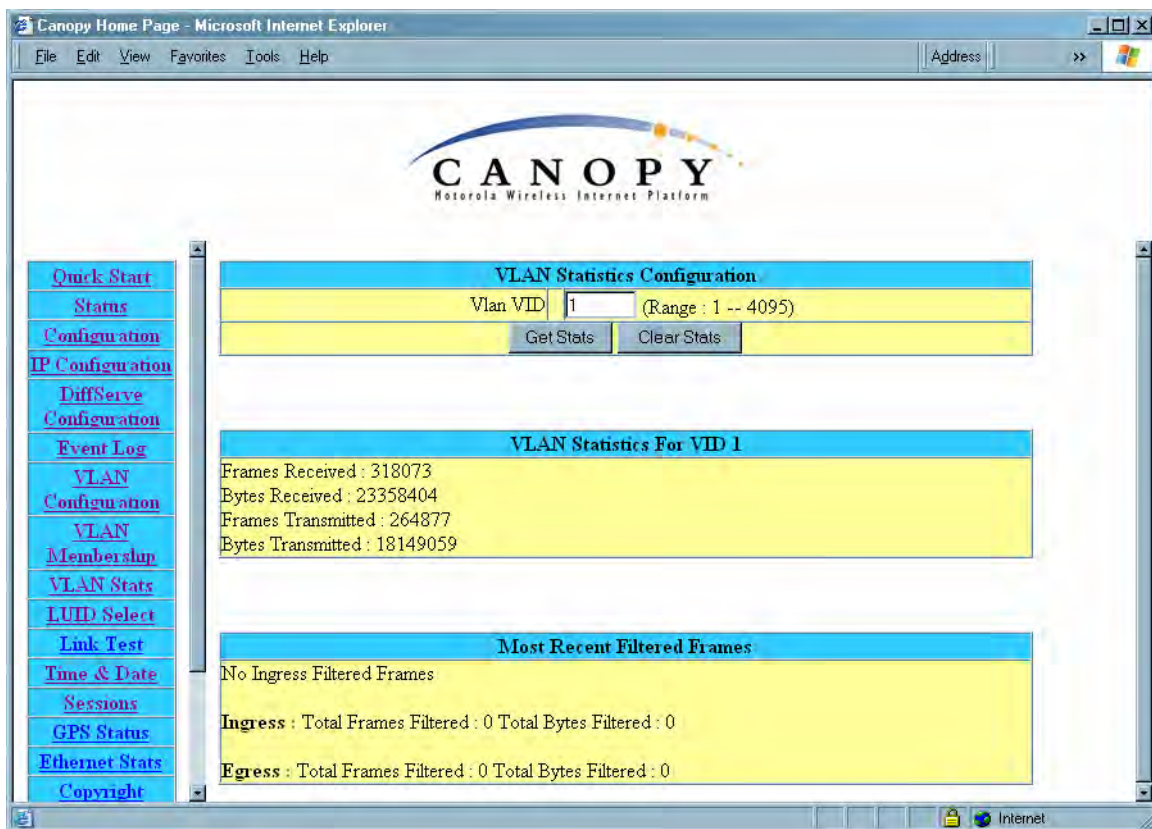 Canopy Home Page - Microsoft Internet Explorer
File Edit View Favorites Tools Help
Address
»
CANOPY
Motorola Wireless Internet Platform
Quick Start
Status
Configuration
IP Configuration
DiffServe
Configuration
Event Log
VLAN
Configuration
VLAN
Membership
VLAN Stats
LUID Select
Link Test
Time & Date
Sessions
GPS Status
Ethernet Stats
Copyright
VLAN Statistics Configuration
Vlan VID 1 (Range : 1 -- 4095)
Get Stats Clear Stats
VLAN Statistics For VID 1
Frames Received : 318073
Bytes Received : 23358404
Frames Transmitted : 264877
Bytes Transmitted : 18149059
Most Recent Filtered Frames
No Ingress Filtered Frames
Ingress : Total Frames Filtered : 0 Total Bytes Filtered : 0
Egress : Total Frames Filtered : 0 Total Bytes Filtered : 0
Internet